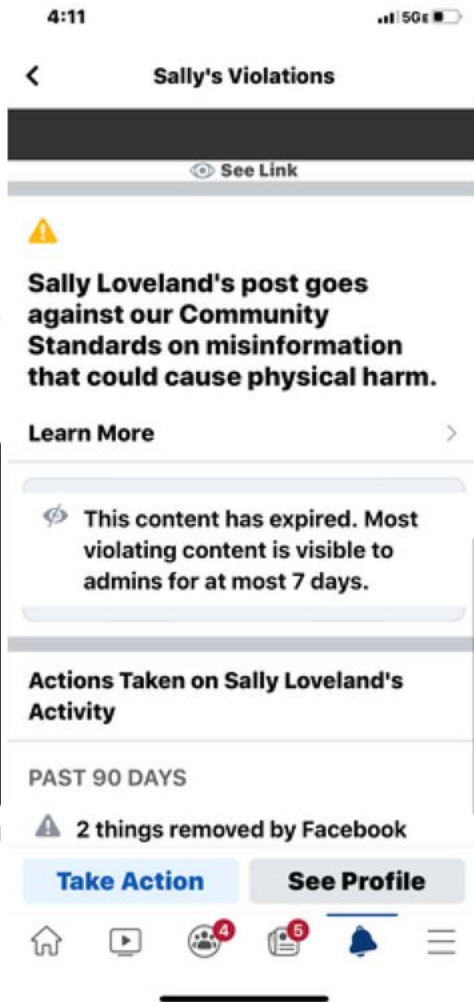 4:11
5GE
Sally's Violations
See Link
Sally Loveland's post goes
against our Community
Standards on misinformation
that could cause physical harm.
Learn More
This content has expired. Most
violating content is visible to
admins for at most 7 days.
Actions Taken on Sally Loveland's
Activity
PAST 90 DAYS
2 things removed by Facebook
Take Action
See Profile
4
5